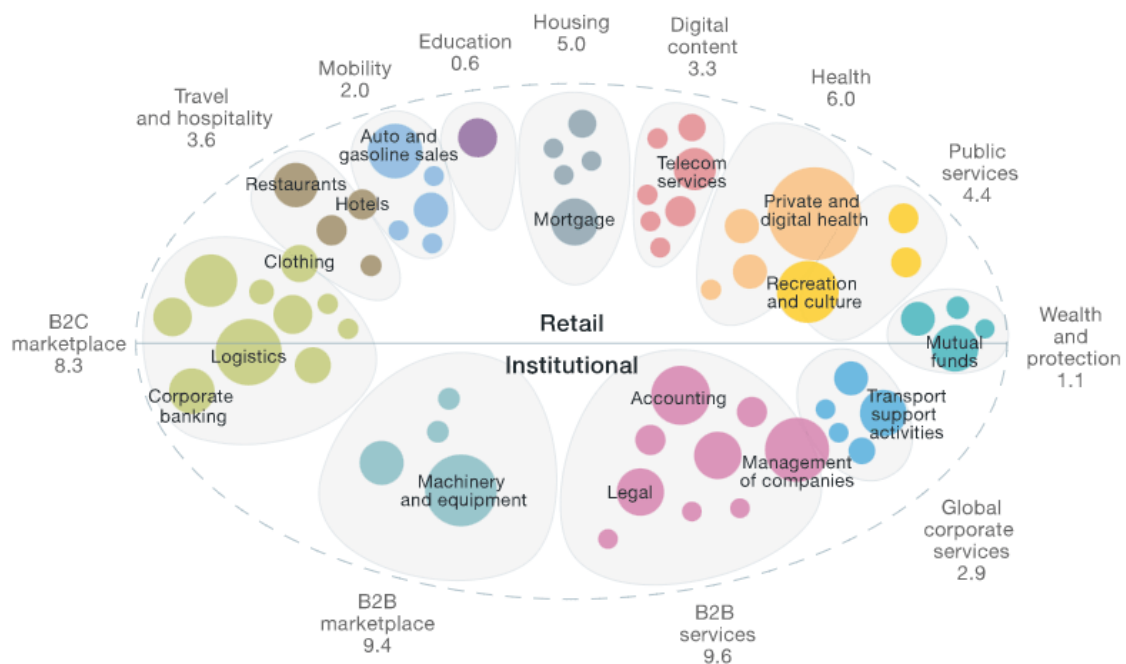 Housing
5.0
Digital
content
3.3
Education
0.6
Mobility
2.0
Health
6.0
Travel
and hospitality
3.6
Public
services
4.4
Auto and
gasoline sales
Restaurants
Hotels
Telecom
services
Mortgage
Private and
digital health
Clothing
Recreation
and culture
B2C
marketplace
8.3
Logistics
Corporate
banking
Retail
Institutional
Mutual
funds
Wealth
and
protection
1.1
Accounting
Transport
support
activities
Machinery
and equipment
Legal
Management
of companies
Global
corporate
services
2.9
B2B
marketplace
9.4
B2B
services
9.6